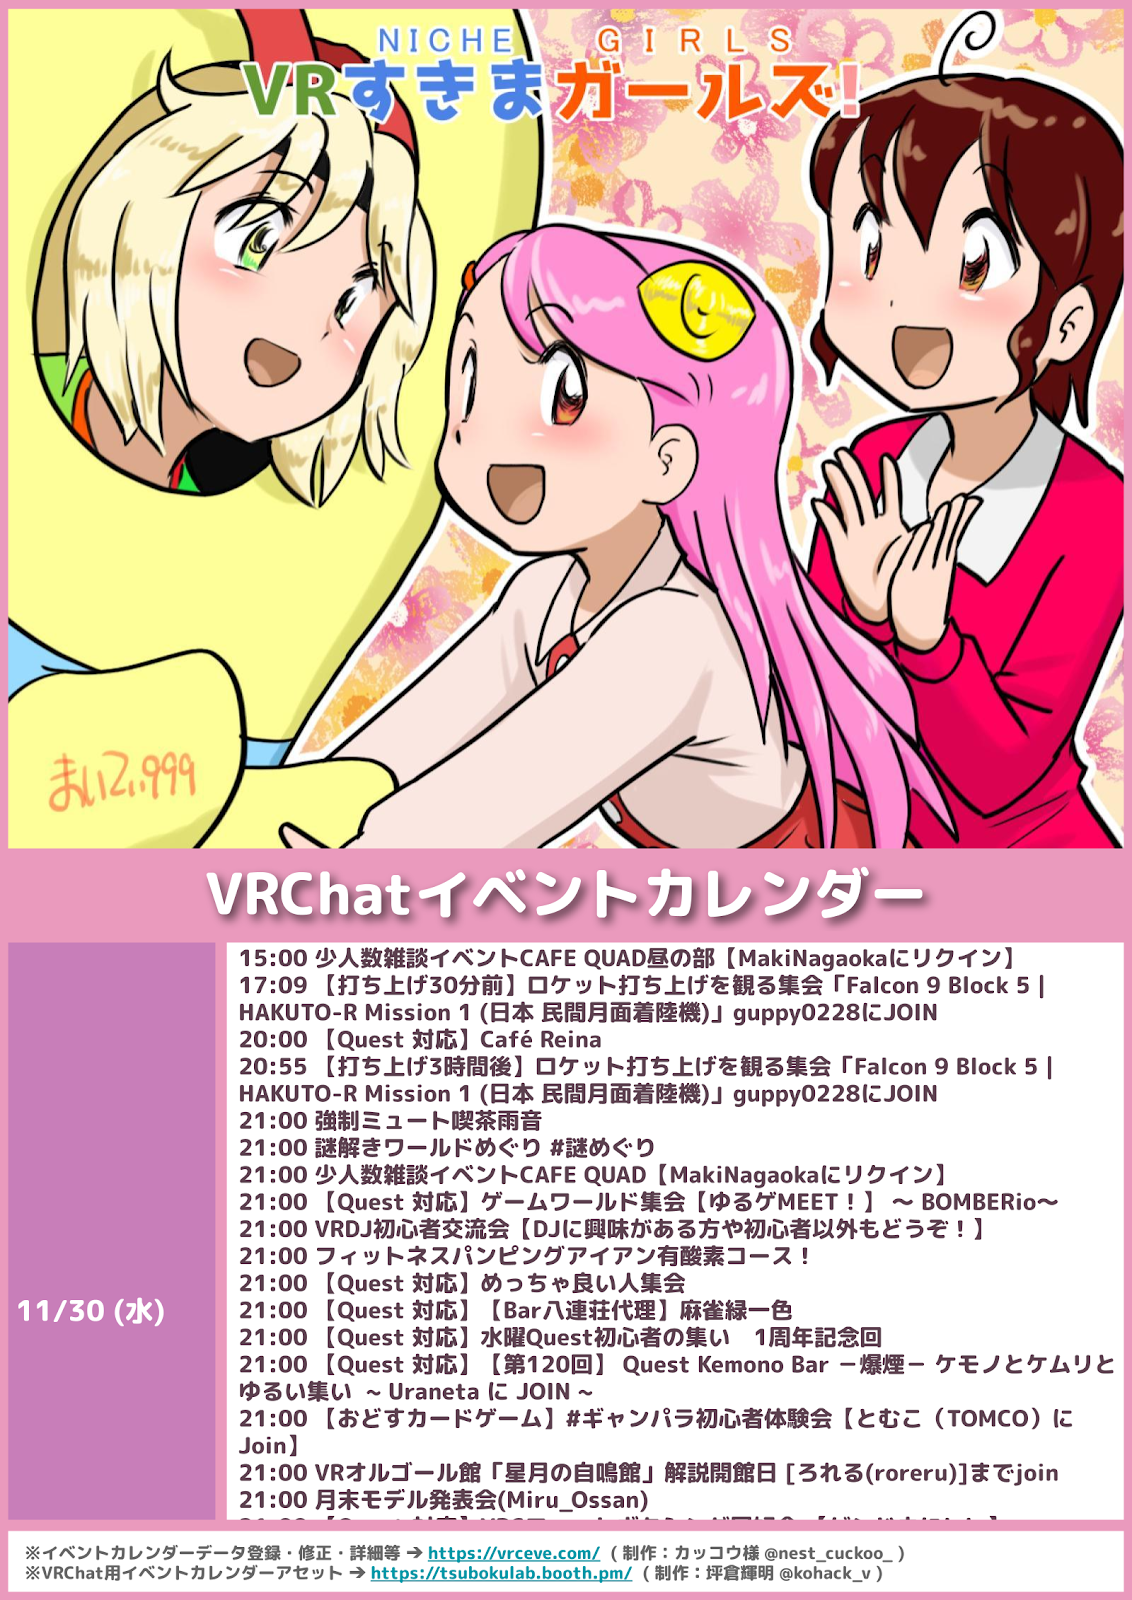 NICHE GIRLS
VRすきまガールズ!
まいてい999
VRChatイベントカレンダー
11/30 (水)
15:00 少人数雑談イベントCAFE QUAD昼の部【MakiNagaokaにリクイン】
17:09 【打ち上げ30分前】ロケット打ち上げを観る集会「Falcon 9 Block 5 |
HAKUTO-R Mission 1 (日本 民間月面着陸機)」guppy0228にJOIN
20:00 【Quest 対応】Café Reina
20:55 【打ち上げ3時間後】ロケット打ち上げを観る集会「Falcon 9 Block 5 |
HAKUTO-R Mission 1 (日本 民間月面着陸機)」guppy0228にJOIN
21:00 強制ミュート喫茶雨音
21:00 謎解きワールドめぐり #謎めぐり
21:00 少人数雑談イベントCAFE QUAD【MakiNagaokaにリクイン】
21:00 【Quest 対応】ゲームワールド集会【ゆるゲMEET！】 〜 BOMBERio〜
21:00 VRDJ初心者交流会【DJに興味がある方や初心者以外もどうぞ！】
21:00 フィットネスパンピングアイアン有酸素コース！
21:00 【Quest 対応】めっちゃ良い人集会
21:00 【Quest 対応】【Bar八連荘代理】麻雀緑一色
21:00 【Quest 対応】水曜Quest初心者の集い　1周年記念回
21:00 【Quest 対応】【第120回】 Quest Kemono Bar －爆煙－ ケモノとケムリと
ゆるい集い ~ Uraneta に JOIN ~
21:00 【おどすカードゲーム】#ギャンパラ初心者体験会【とむこ（TOMCO）に
Join】
21:00 VRオルゴール館「星月の自鳴館」解説開館日 [ろれる(roreru)]までjoin
21:00 月末モデル発表会(Miru_Ossan)
※イベントカレンダーデータ登録・修正・詳細等 ➔ https://vrceve.com/ ( 制作：カッコウ様 @nest_cuckoo_ )
※VRChat用イベントカレンダーアセット ➔ https://tsubokulab.booth.pm/ ( 制作：坪倉輝明 @kohack_v )